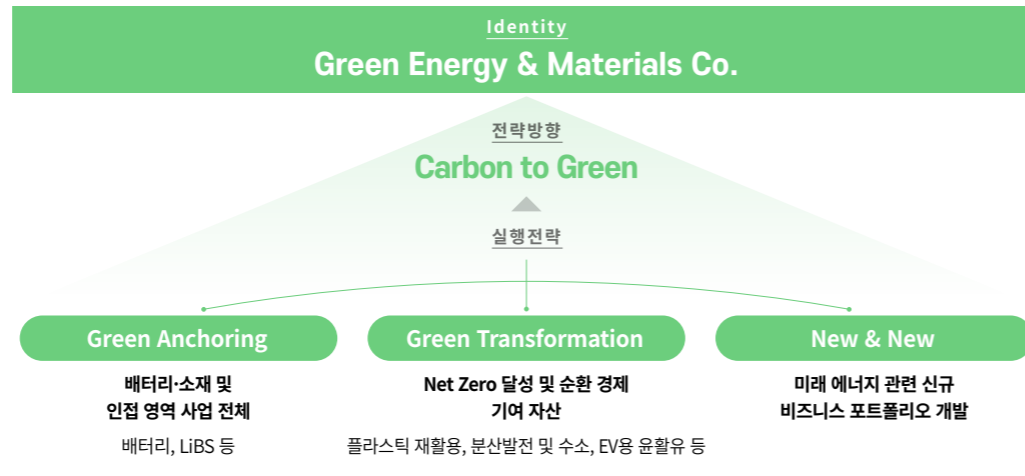 Identity
Green Energy & Materials Co.
전략방향
Carbon to Green
실행전략
Green Anchoring
배터리·소재 및
인접 영역 사업 전체
배터리, LiBS 등
Green Transformation
Net Zero 달성 및 순환 경제
기여 자산
플라스틱 재활용, 분산발전 및 수소, EV용 윤활유 등
New & New
미래 에너지 관련 신규
비즈니스 포트폴리오 개발